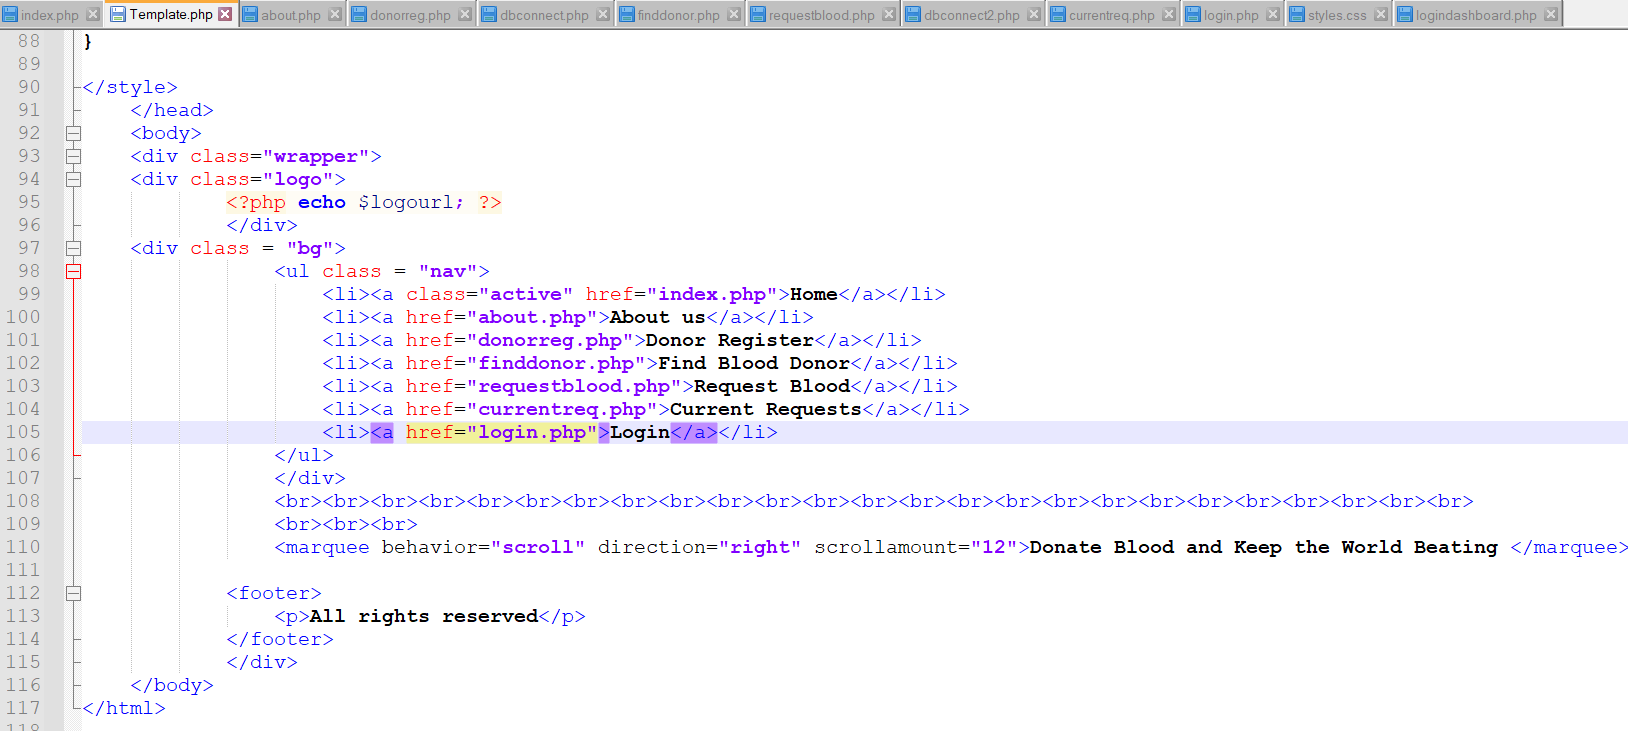 index.php Template.php about.php donorreg.php dbconnect.php finddonor.php requestblood.php dbconnect2.php currentreq.php login.php styles.css logindashboard.php
88 }
89
90 </style>
91 </head>
92 <body>
93 <div class="wrapper">
94 <div class="logo">
95 <?php echo $logourl; ?>
96 </div>
97 <div class = "bg">
98 <ul class = "nav">
99 <li><a class="active" href="index.php">Home</a></li>
100 <li><a href="about.php">About us</a></li>
101 <li><a href="donorreg.php">Donor Register</a></li>
102 <li><a href="finddonor.php">Find Blood Donor</a></li>
103 <li><a href="requestblood.php">Request Blood</a></li>
104 <li><a href="currentreq.php">Current Requests</a></li>
105 <li><a href="login.php">Login</a></li>
106 </ul>
107 </div>
108 <br><br><br><br><br><br><br><br><br><br><br><br><br><br><br><br><br><br><br><br><br><br><br><br><br>
109 <br><br><br>
110 <marquee behavior="scroll" direction="right" scrollamount="12">Donate Blood and Keep the World Beating </marquee>
111
112 <footer>
113 <p>All rights reserved</p>
114 </footer>
115 </div>
116 </body>
117 </html>
118